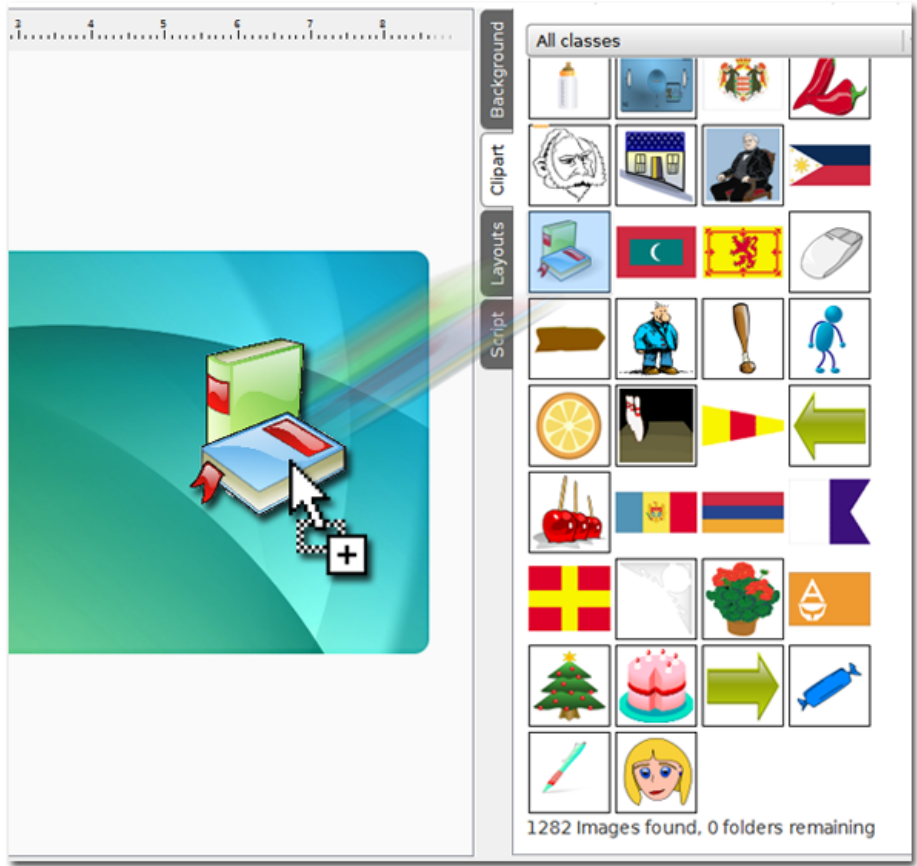 3 4 5 6 7 8
Background
Clipart
Layouts
Script
All classes
1282 Images found, 0 folders remaining